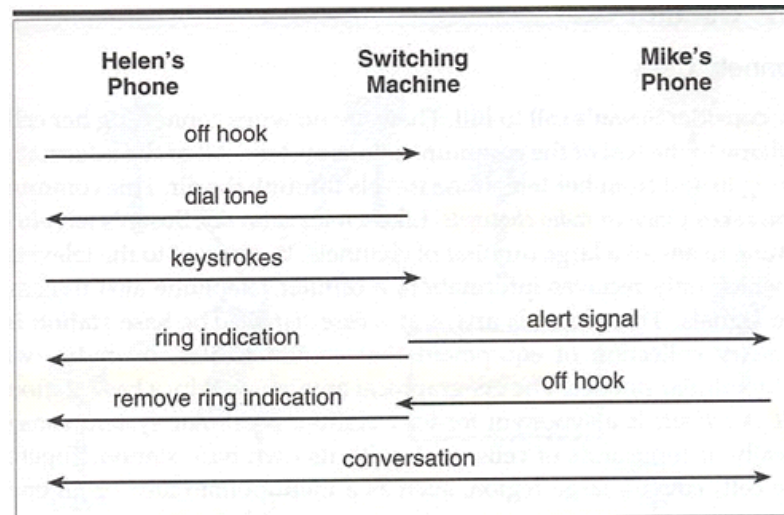 Helen's Phone
Switching Machine
Mike's Phone
off hook
dial tone
keystrokes
ring indication
alert signal
remove ring indication
off hook
conversation